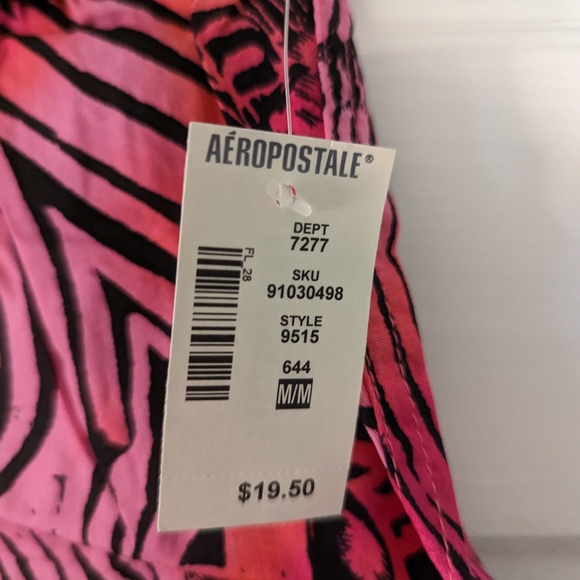 AÉROPOSTALE®
DEPT
7277
SKU
91030498
STYLE
9515
644
M/M
FL_28
$19.50